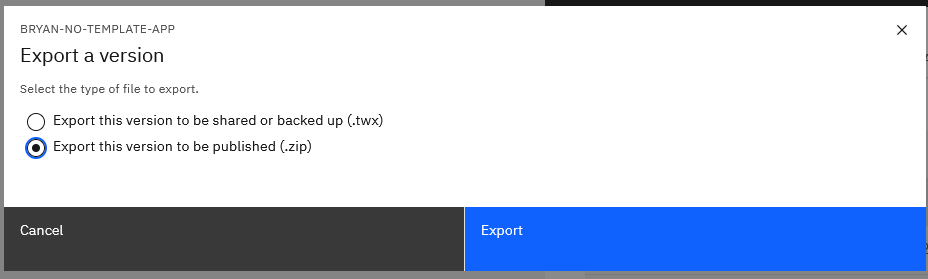 BRYAN-NO-TEMPLATE-APP
Export a version
Select the type of file to export.
Export this version to be shared or backed up (.twx)
Export this version to be published (.zip)
Cancel
Export